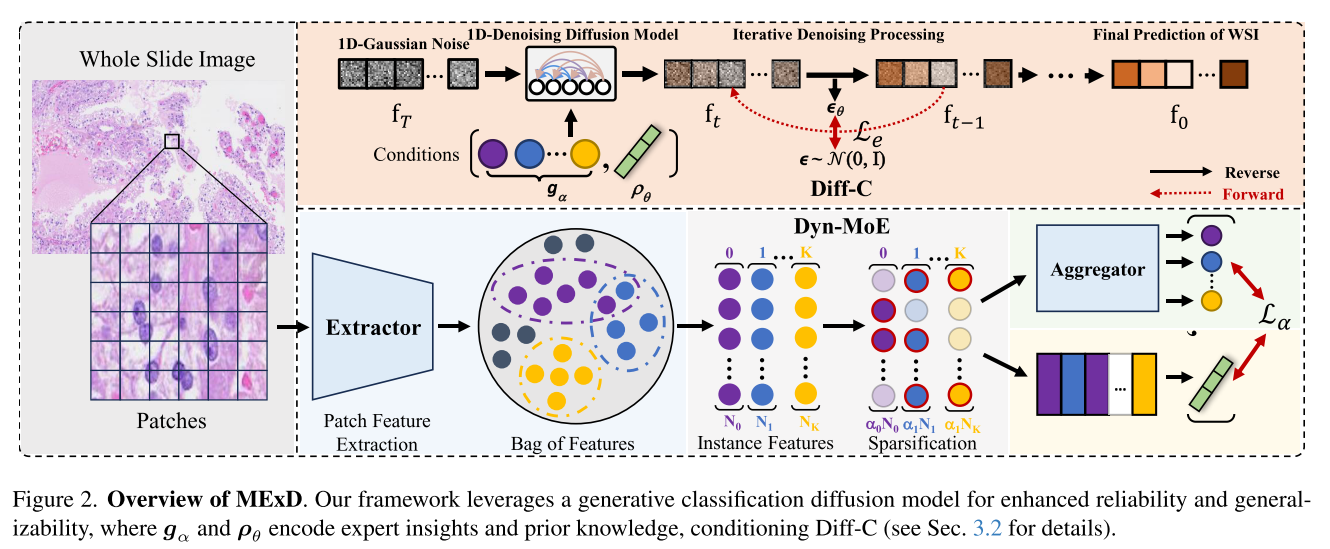 Whole Slide Image
Patches
1D-Gaussian Noise
1D-Denoising Diffusion Model
Iterative Denoising Processing
Final Prediction of WSI
f_T
f_t
ϵ_θ
f_{t−1}
f_0
ℒ_e
ϵ~ 𝒩(0, I)
Conditions
g_α
,
ρ_θ
Diff-C
Reverse
Forward
Dyn-MoE
Extractor
Patch Feature
Extraction
Bag of Features
0 1 ... K
N_0 N_1 N_K
Instance Features
0 1 ... K
α_0N_0 α_1N_1 α_1N_K
Sparsification
Aggregator
ℒ_α
,
...
Figure 2. Overview of MExD. Our framework leverages a generative classification diffusion model for enhanced reliability and general-
izability, where g_α and ρ_θ encode expert insights and prior knowledge, conditioning Diff-C (see Sec. 3.2 for details).